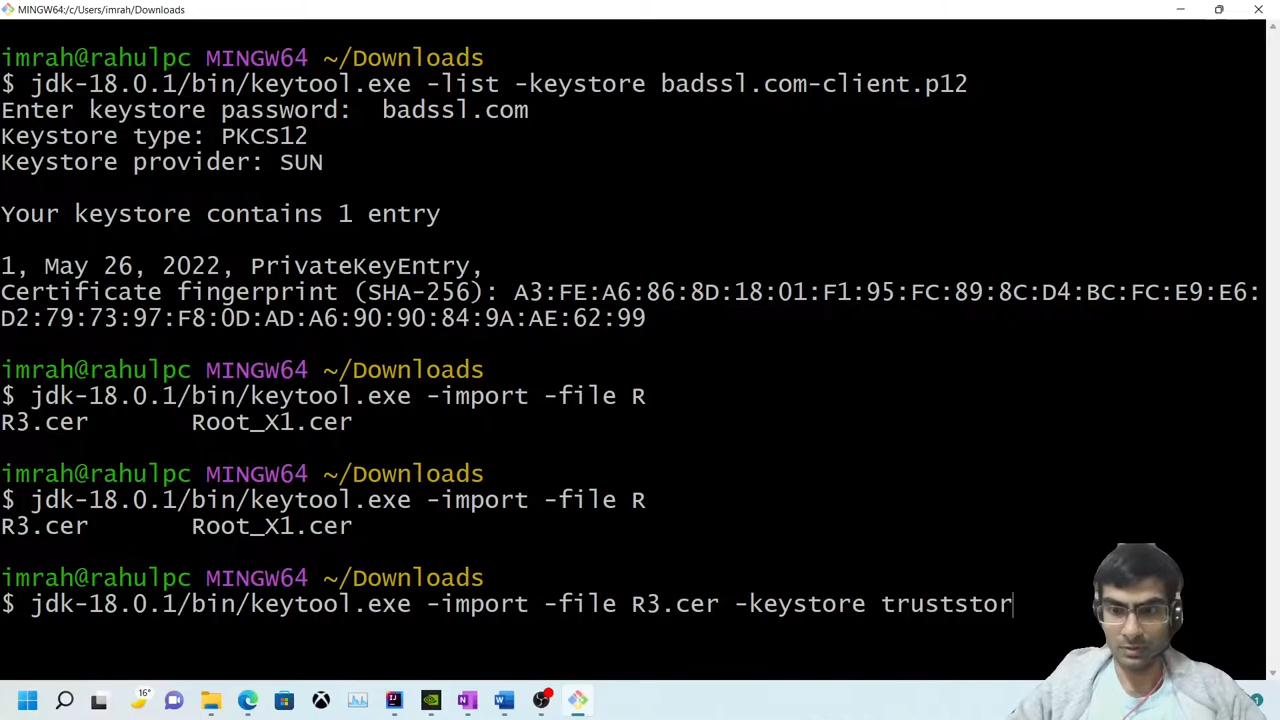 MINGW64:/c/Users/imrah/Downloads
imrah@rahulpc MINGW64 ~/Downloads
$ jdk-18.0.1/bin/keytool.exe -list -keystore badssl.com-client.p12
Enter keystore password:  badssl.com
Keystore type: PKCS12
Keystore provider: SUN
Your keystore contains 1 entry
1, May 26, 2022, PrivateKeyEntry,
Certificate fingerprint (SHA-256): A3:FE:A6:86:8D:18:01:F1:95:FC:89:8C:D4:BC:FC:E9:E6:
D2:79:73:97:F8:0D:AD:A6:90:90:84:9A:AE:62:99
imrah@rahulpc MINGW64 ~/Downloads
$ jdk-18.0.1/bin/keytool.exe -import -file R
R3.cer       Root_X1.cer
imrah@rahulpc MINGW64 ~/Downloads
$ jdk-18.0.1/bin/keytool.exe -import -file R
R3.cer       Root_X1.cer
imrah@rahulpc MINGW64 ~/Downloads
$ jdk-18.0.1/bin/keytool.exe -import -file R3.cer -keystore truststor
16°
1